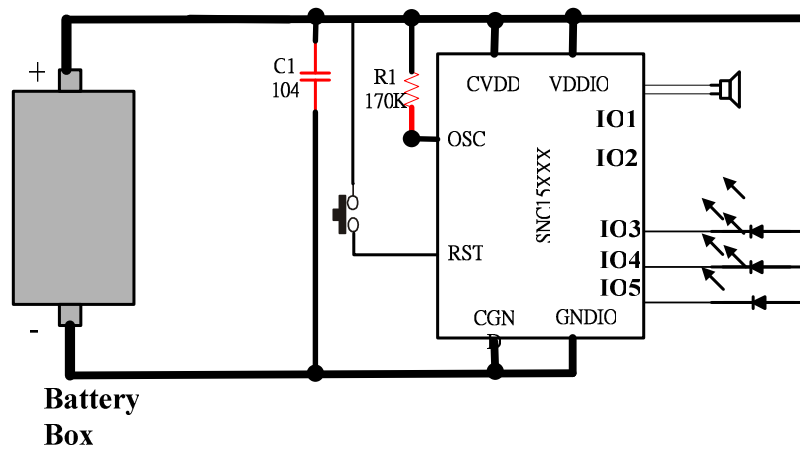 +
C1
104
R1
170K
CVDD
VDDIO
IO1
OSC
IO2
SNC15XXX
IO3
RST
IO4
IO5
CGN
D
GNDIO
-
Battery
Box